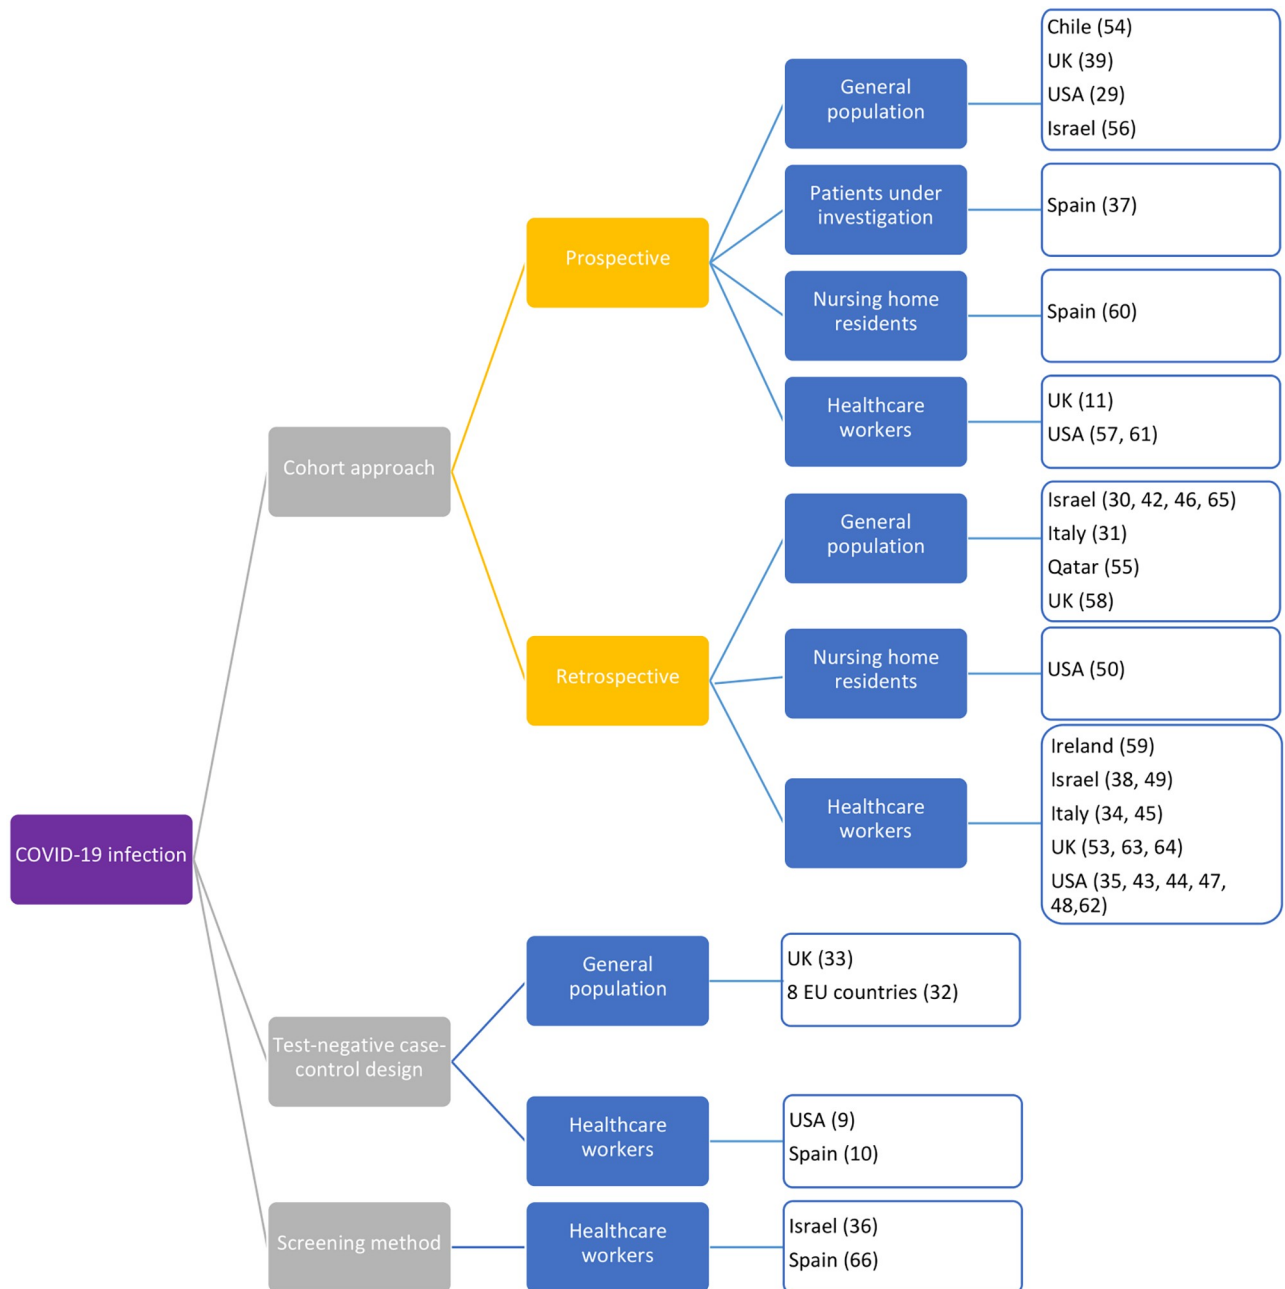 COVID-19 infection
Cohort approach
Prospective
General
population
Chile (54)
UK (39)
USA (29)
Israel (56)
Patients under
investigation
Spain (37)
Nursing home
residents
Spain (60)
Healthcare
workers
UK (11)
USA (57, 61)
Retrospective
General
population
Israel (30, 42, 46, 65)
Italy (31)
Qatar (55)
UK (58)
Nursing home
residents
USA (50)
Healthcare
workers
Ireland (59)
Israel (38, 49)
Italy (34, 45)
UK (53, 63, 64)
USA (35, 43, 44, 47,
48,62)
Test-negative case-
control design
General
population
UK (33)
8 EU countries (32)
Healthcare
workers
USA (9)
Spain (10)
Screening method
Healthcare
workers
Israel (36)
Spain (66)